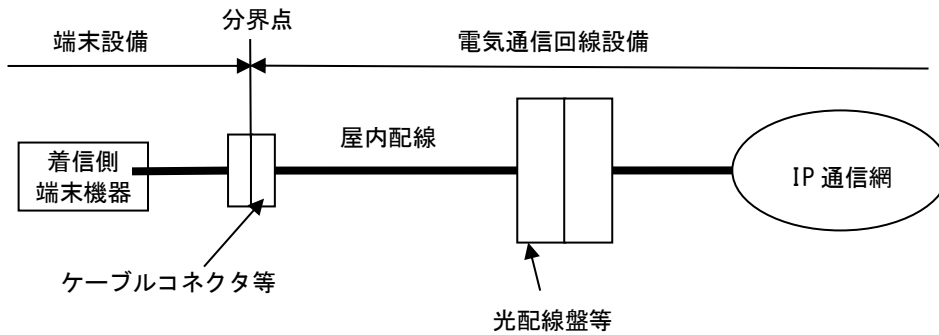 分界点
端末設備
電気通信回線設備
屋内配線
着信側
端末機器
IP 通信網
ケーブルコネクタ等
光配線盤等